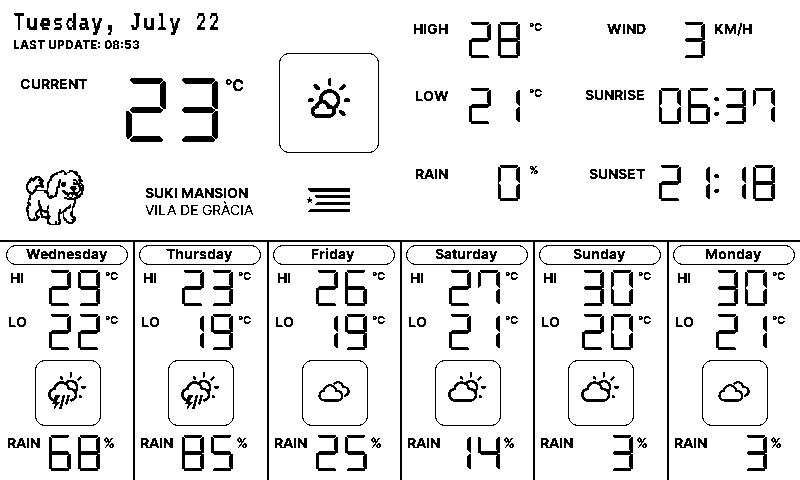 Tuesday, July 22
LAST UPDATE: 08:53
CURRENT 23 °C
HIGH 28 °C
LOW 21 °C
RAIN 0 %
WIND 3 KM/H
SUNRISE 06:37
SUNSET 21:18
SUKI MANSION
VILA DE GRÀCIA
Wednesday
HI 29 °C
LO 22 °C
RAIN 68 %
Thursday
HI 23 °C
LO 19 °C
RAIN 85 %
Friday
HI 26 °C
LO 19 °C
RAIN 25 %
Saturday
HI 27 °C
LO 21 °C
RAIN 14 %
Sunday
HI 30 °C
LO 20 °C
RAIN 3 %
Monday
HI 30 °C
LO 21 °C
RAIN 3 %